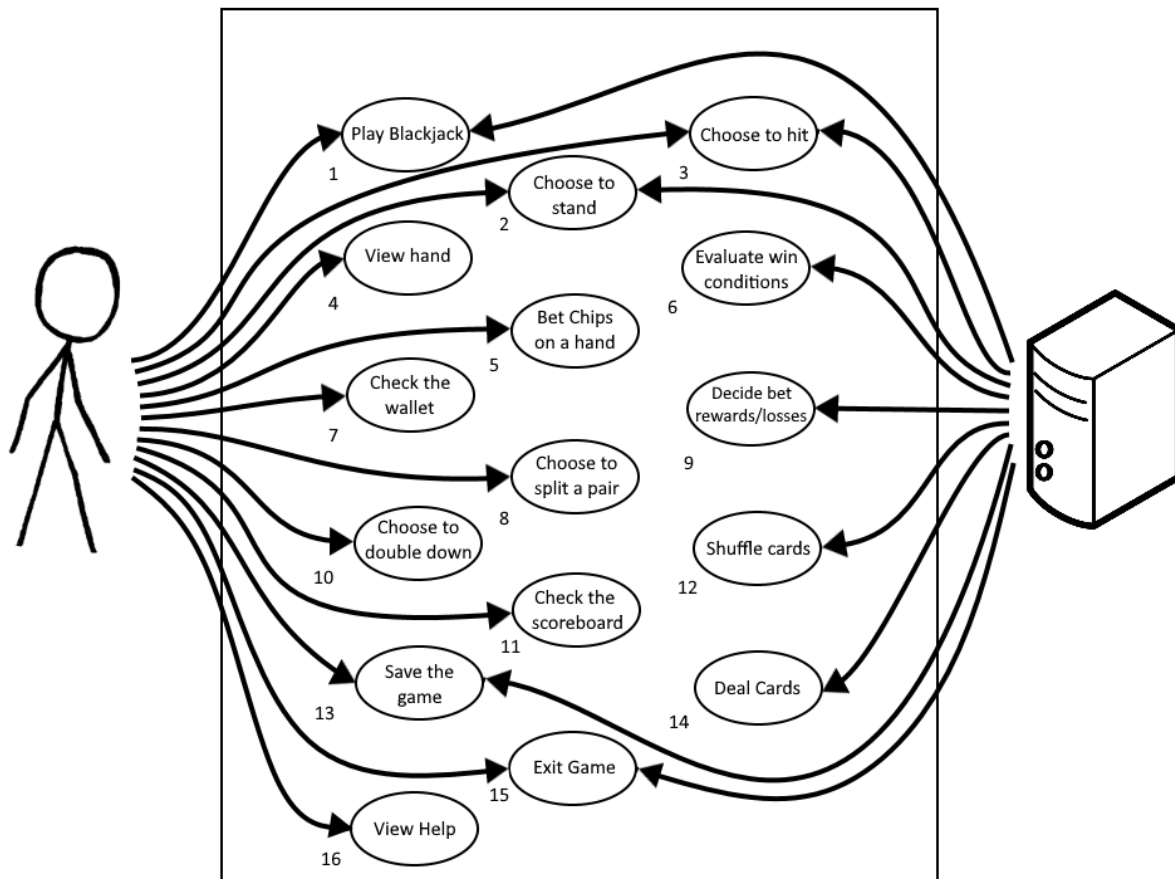 Play Blackjack
1
Choose to hit
3
Choose to
stand
2
View hand
4
Evaluate win
conditions
6
Bet Chips
on a hand
5
Check the
wallet
7
Decide bet
rewards/losses
9
Choose to
split a pair
8
Choose to
double down
10
Shuffle cards
12
Check the
scoreboard
11
Save the
game
13
Deal Cards
14
Exit Game
15
View Help
16